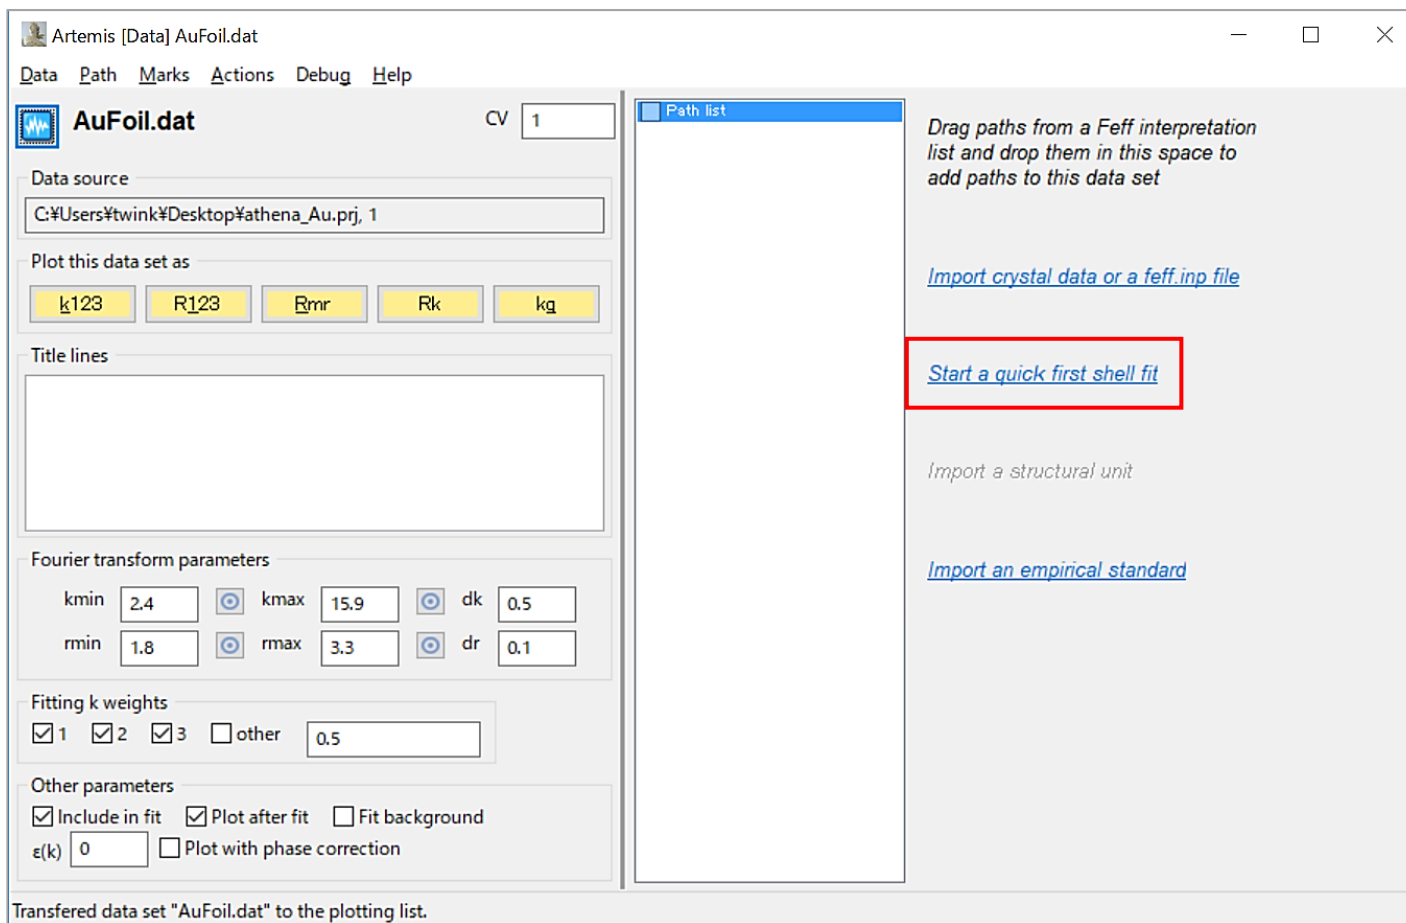 Artemis [Data] AuFoil.dat
Data Path Marks Actions Debug Help
AuFoil.dat
CV 1
Data source
C:¥Users¥twink¥Desktop¥athena_Au.prj, 1
Plot this data set as
k123 R123 Rmr Rk kq
Title lines
Fourier transform parameters
kmin 2.4 kmax 15.9 dk 0.5
rmin 1.8 rmax 3.3 dr 0.1
Fitting k weights
1 2 3 other 0.5
Other parameters
Include in fit Plot after fit Fit background
ε(k) 0 Plot with phase correction
Path list
Drag paths from a Feff interpretation
list and drop them in this space to
add paths to this data set
Import crystal data or a feff.inp file
Start a quick first shell fit
Import a structural unit
Import an empirical standard
Transfered data set "AuFoil.dat" to the plotting list.